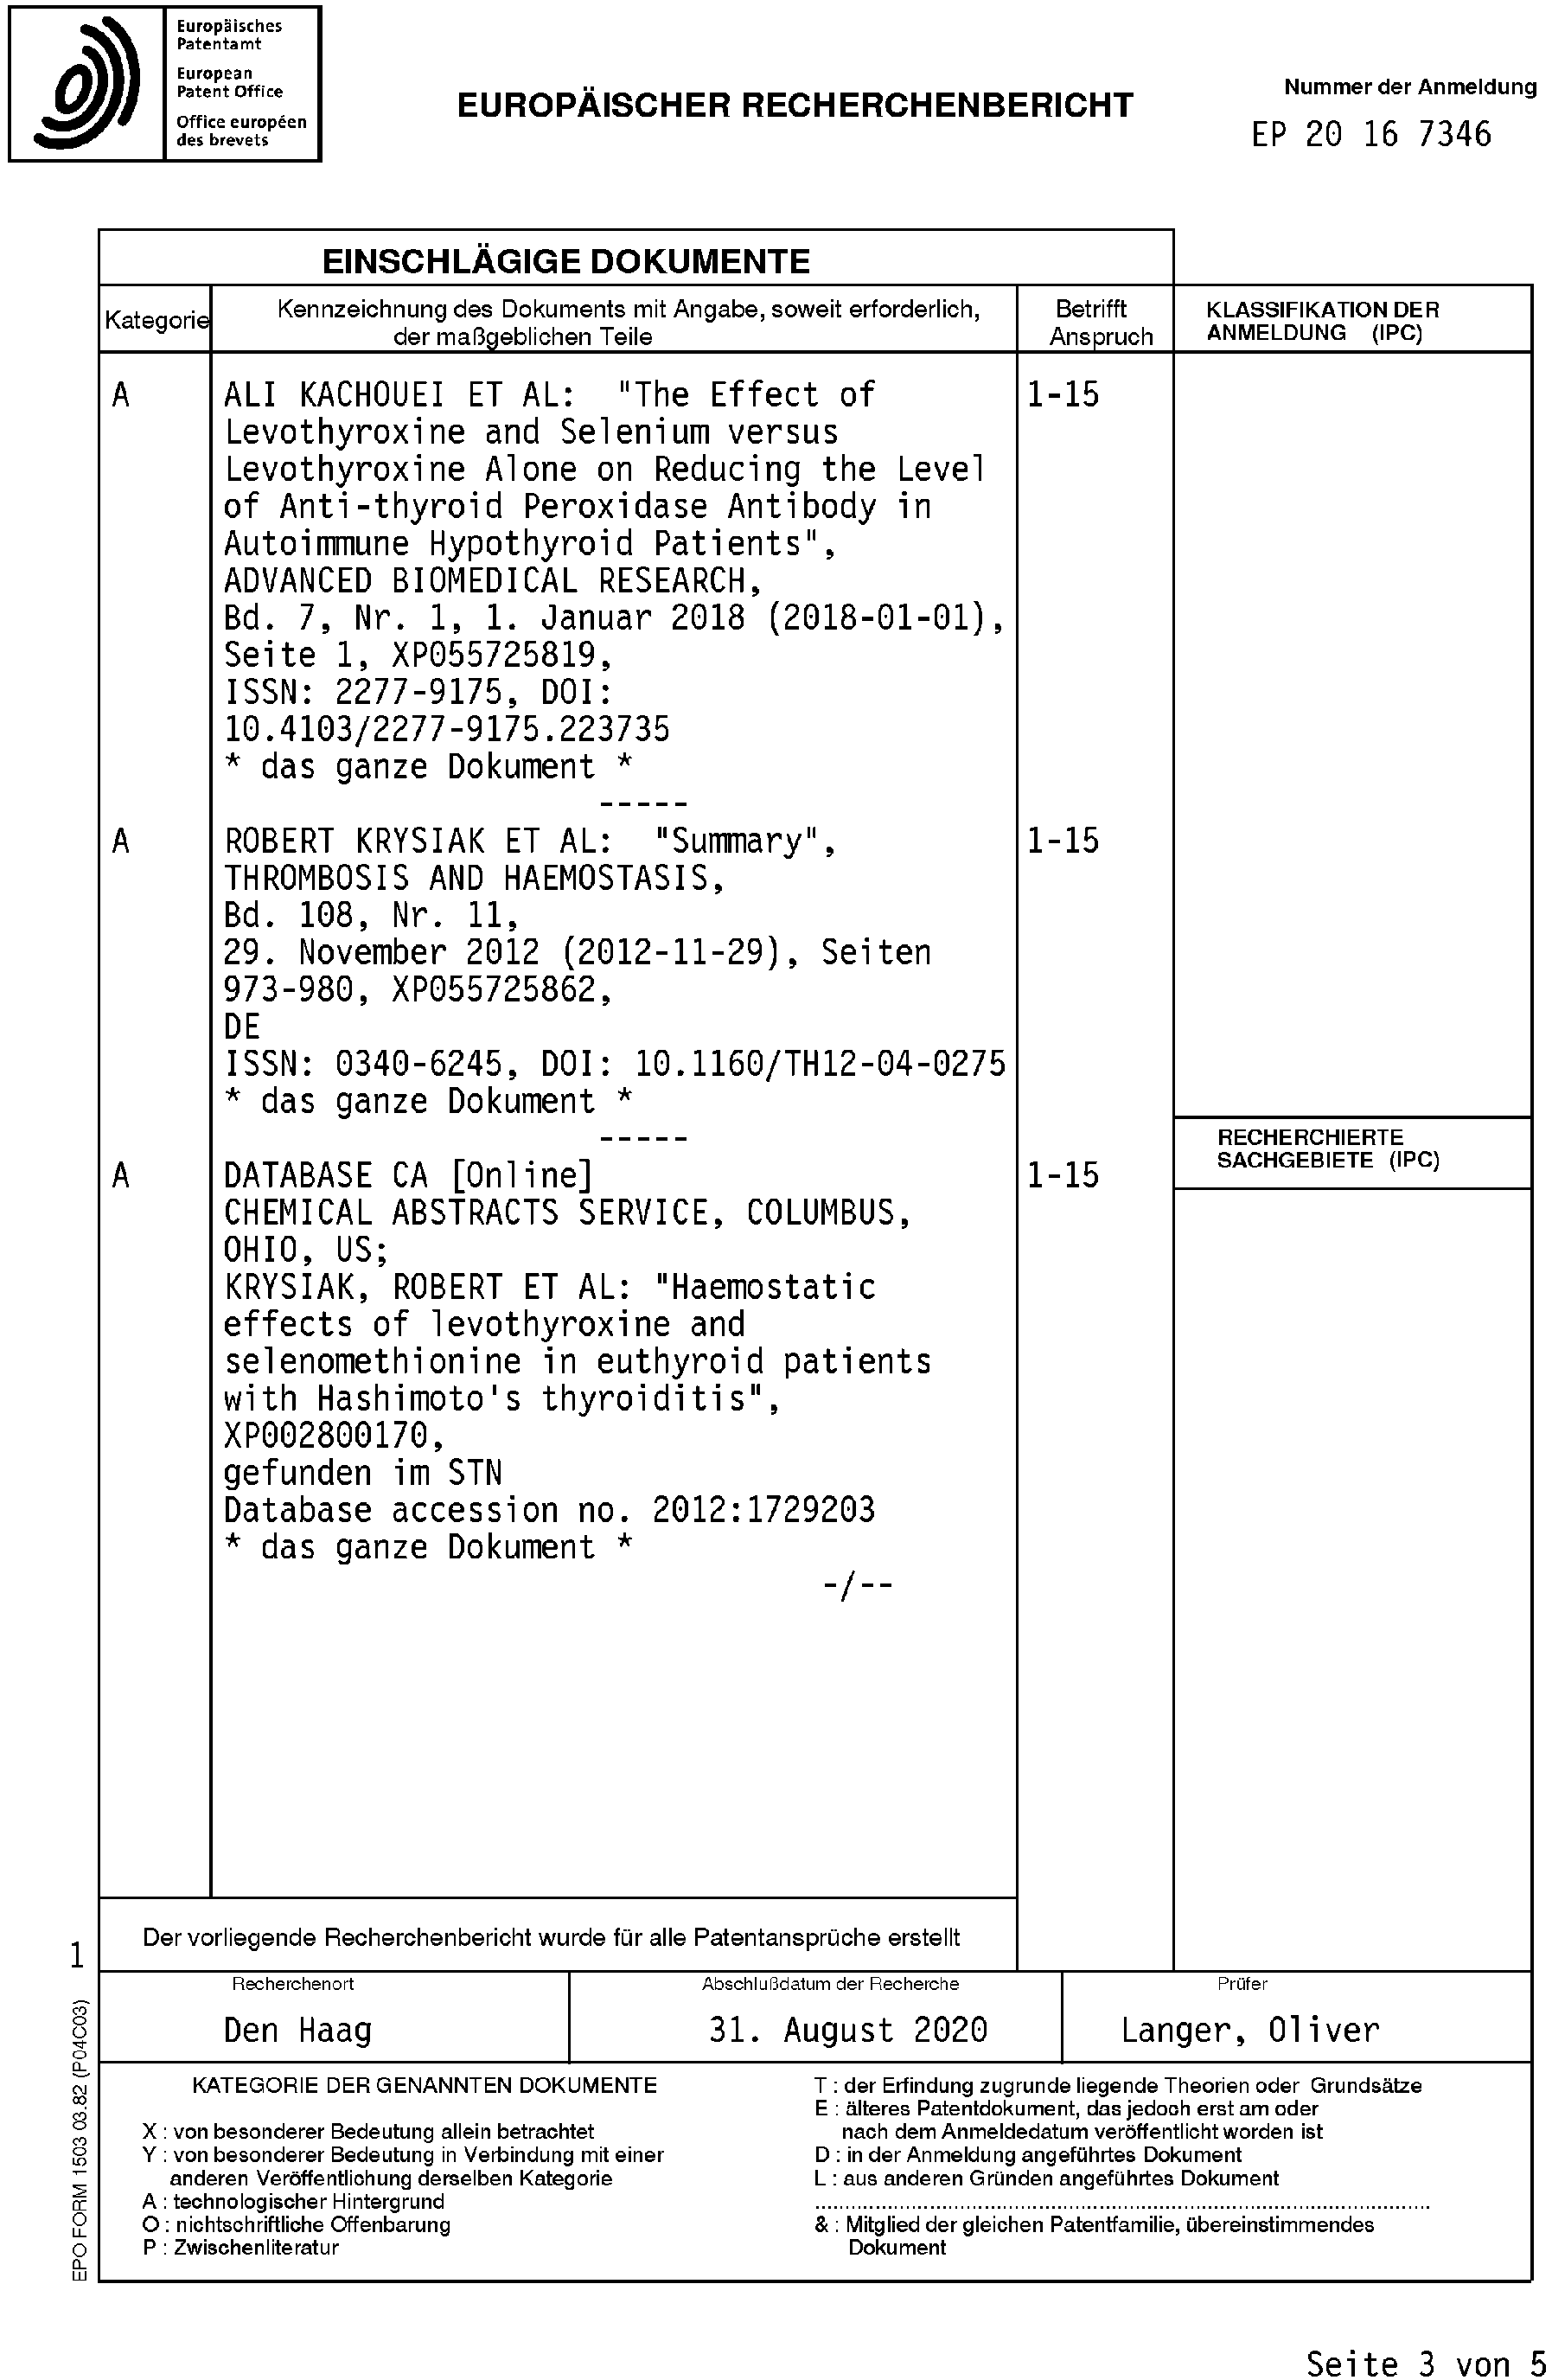 Europäisches
Patentamt
European
Patent Office
Office européen
des brevets
EUROPÄISCHER RECHERCHENBERICHT
Nummer der Anmeldung
EP 20 16 7346
EINSCHLÄGIGE DOKUMENTE
Kategorie
Kennzeichnung des Dokuments mit Angabe, soweit erforderlich,
der maßgeblichen Teile
Betrifft
Anspruch
KLASSIFIKATION DER
ANMELDUNG (IPC)
A
ALI KACHOUEI ET AL: "The Effect of
Levothyroxine and Selenium versus
Levothyroxine Alone on Reducing the Level
of Anti-thyroid Peroxidase Antibody in
Autoimmune Hypothyroid Patients",
ADVANCED BIOMEDICAL RESEARCH,
Bd. 7, Nr. 1, 1. Januar 2018 (2018-01-01),
Seite 1, XP055725819,
ISSN: 2277-9175, DOI:
10.4103/2277-9175.223735
* das ganze Dokument *
1-15
-----
A
ROBERT KRYSIAK ET AL: "Summary",
THROMBOSIS AND HAEMOSTASIS,
Bd. 108, Nr. 11,
29. November 2012 (2012-11-29), Seiten
973-980, XP055725862,
DE
ISSN: 0340-6245, DOI: 10.1160/TH12-04-0275
* das ganze Dokument *
1-15
-----
A
DATABASE CA [Online]
CHEMICAL ABSTRACTS SERVICE, COLUMBUS,
OHIO, US;
KRYSIAK, ROBERT ET AL: "Haemostatic
effects of levothyroxine and
selenomethionine in euthyroid patients
with Hashimoto's thyroiditis",
XP002800170,
gefunden im STN
Database accession no. 2012:1729203
* das ganze Dokument *
1-15
-/--
RECHERCHIERTE
SACHGEBIETE (IPC)
Der vorliegende Recherchenbericht wurde für alle Patentansprüche erstellt
1
Recherchenort
Den Haag
Abschlußdatum der Recherche
31. August 2020
Prüfer
Langer, Oliver
KATEGORIE DER GENANNTEN DOKUMENTE
X : von besonderer Bedeutung allein betrachtet
Y : von besonderer Bedeutung in Verbindung mit einer
anderen Veröffentlichung derselben Kategorie
A : technologischer Hintergrund
O : nichtschriftliche Offenbarung
P : Zwischenliteratur
T : der Erfindung zugrunde liegende Theorien oder Grundsätze
E : älteres Patentdokument, das jedoch erst am oder
nach dem Anmeldedatum veröffentlicht worden ist
D : in der Anmeldung angeführtes Dokument
L : aus anderen Gründen angeführtes Dokument
& : Mitglied der gleichen Patentfamilie, übereinstimmendes
Dokument
EPO FORM 1503 03.82 (P04C03)
Seite 3 von 5